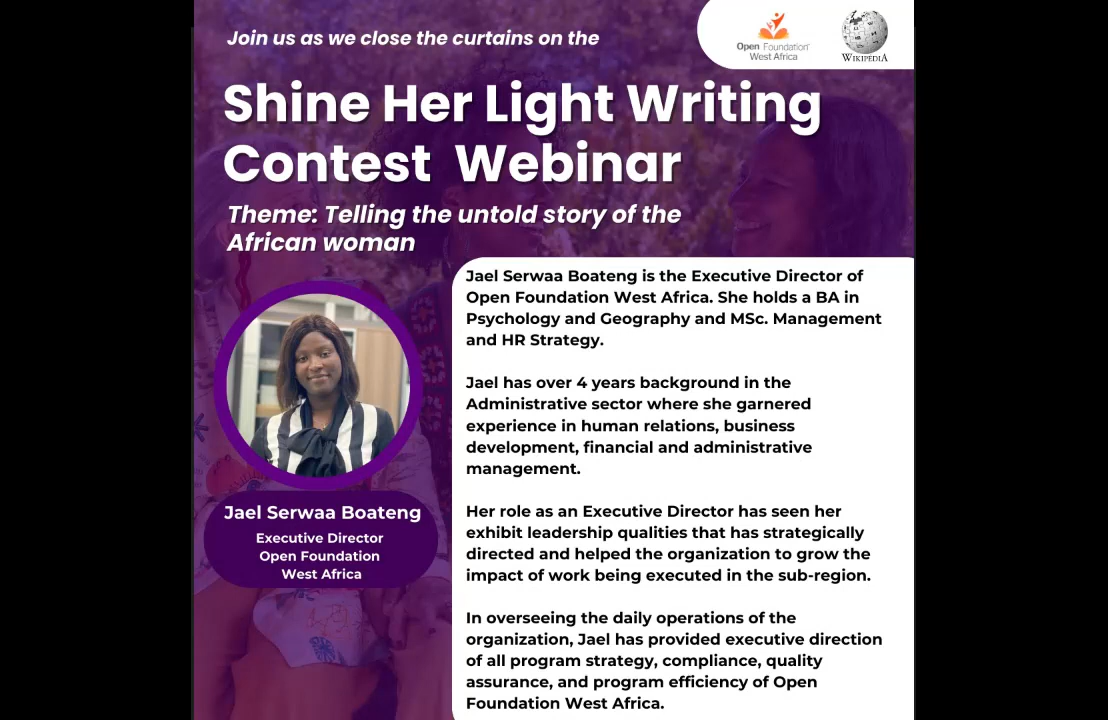 Join us as we close the curtains on the
Open Foundation
West Africa
WIKIPEDIA
Shine Her Light Writing
Contest Webinar
Theme: Telling the untold story of the
African woman
Jael Serwaa Boateng
Executive Director
Open Foundation
West Africa
Jael Serwaa Boateng is the Executive Director of
Open Foundation West Africa. She holds a BA in
Psychology and Geography and MSc. Management
and HR Strategy.
Jael has over 4 years background in the
Administrative sector where she garnered
experience in human relations, business
development, financial and administrative
management.
Her role as an Executive Director has seen her
exhibit leadership qualities that has strategically
directed and helped the organization to grow the
impact of work being executed in the sub-region.
In overseeing the daily operations of the
organization, Jael has provided executive direction
of all program strategy, compliance, quality
assurance, and program efficiency of Open
Foundation West Africa.